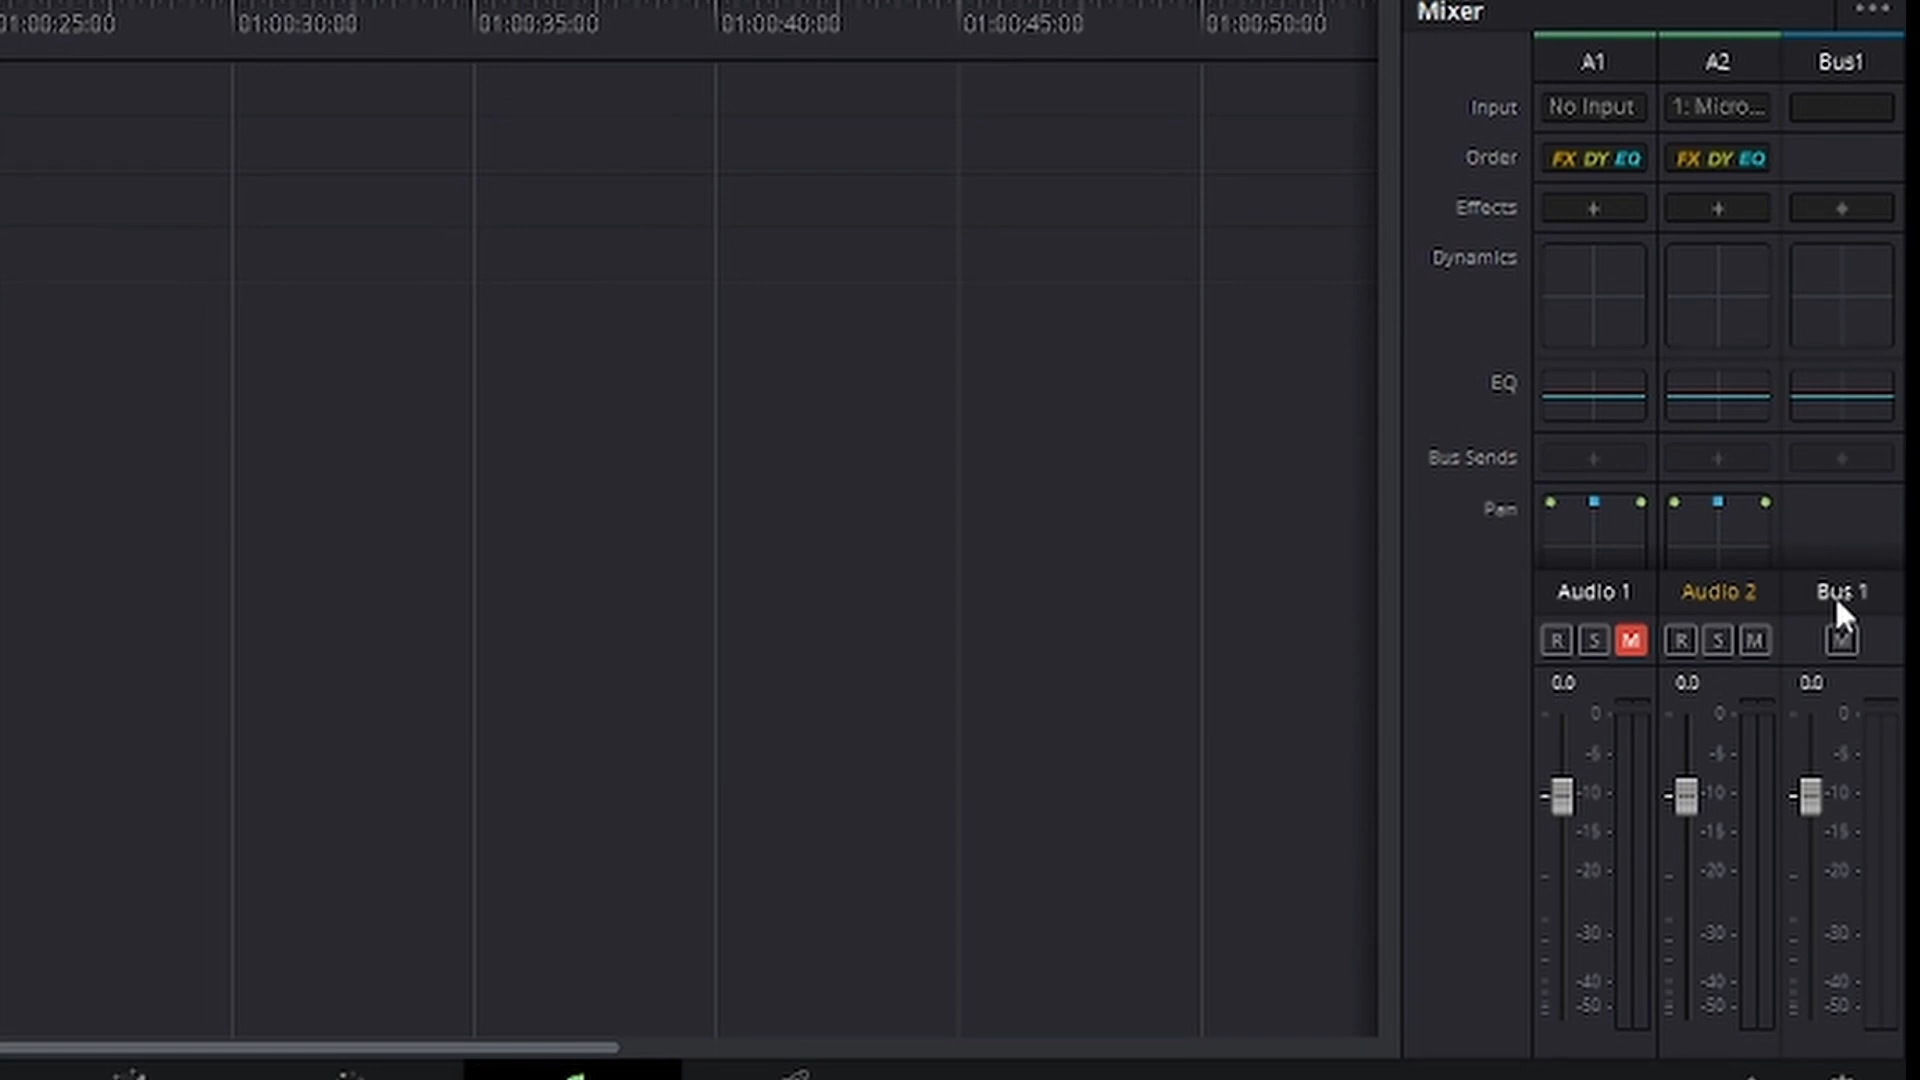 01:00:25:00 01:00:30:00 01:00:35:00 01:00:40:00 01:00:45:00 01:00:50:00
Mixer
A1 A2 Bus1
Input No Input 1: Micro...
Order FX DY EQ FX DY EQ
Effects + + +
Dynamics
EQ
Bus Sends + + +
Pan
Audio 1 Audio 2 Bus 1
R S M R S M M
0.0 0.0 0.0
0 0 0
-5 -5 -5
-10 -10 -10
-15 -15 -15
-20 -20 -20
-30 -30 -30
-40 -40 -40
-50 -50 -50